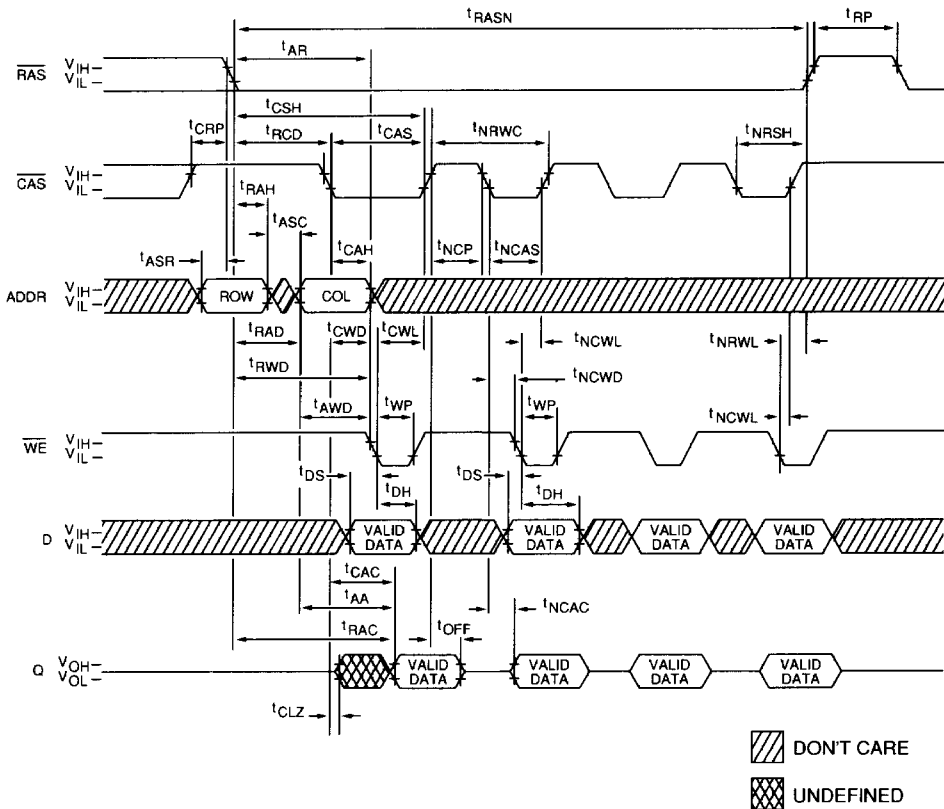 tRASN
tRP
tAR
RAS VIH VIL
tCSH
tCRP
tRCD
tCAS
tNRWC
tNRSH
CAS VIH VIL
tRAH
tASC
tCAH
tNCP
tNCAS
tASR
ADDR VIH VIL ROW COL
tRAD
tCWD
tCWL
tNCWL
tNRWL
tRWD
tNCWD
tAWD
tWP
tWP
tNCWL
WE VIH VIL
tDS
tDH
tDS
tDH
D VIH VIL VALID DATA VALID DATA VALID DATA VALID DATA
tCAC
tAA
tNCAC
tRAC
tOFF
Q VOH VOL VALID DATA VALID DATA VALID DATA VALID DATA
tCLZ
DON'T CARE
UNDEFINED